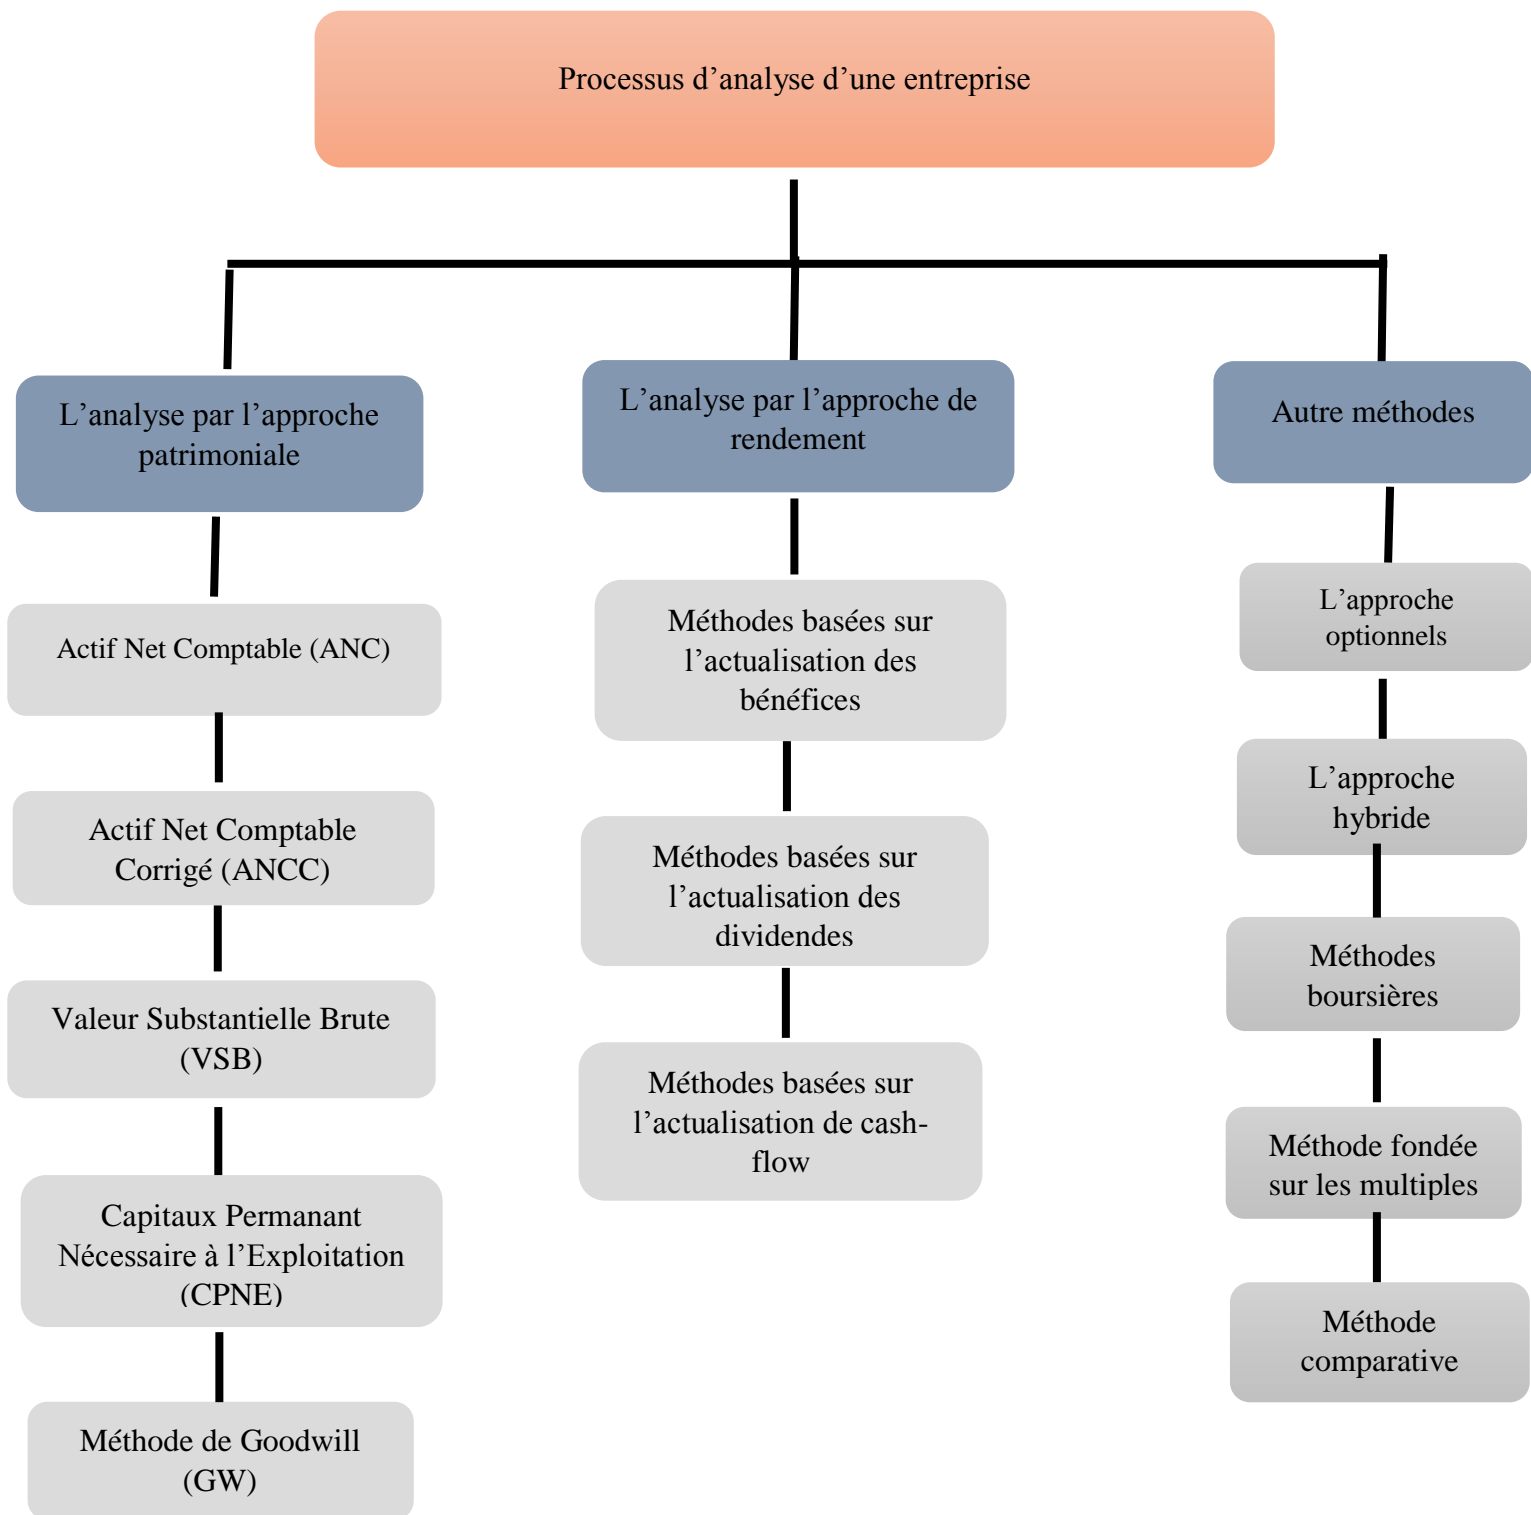 Processus d’analyse d’une entreprise
L’analyse par l’approche
patrimoniale
Actif Net Comptable (ANC)
Actif Net Comptable
Corrigé (ANCC)
Valeur Substantielle Brute
(VSB)
Capitaux Permanant
Nécessaire à l’Exploitation
(CPNE)
Méthode de Goodwill
(GW)
L’analyse par l’approche de
rendement
Méthodes basées sur
l’actualisation des
bénéfices
Méthodes basées sur
l’actualisation des
dividendes
Méthodes basées sur
l’actualisation de cash-
flow
Autre méthodes
L’approche
optionnels
L’approche
hybride
Méthodes
boursières
Méthode fondée
sur les multiples
Méthode
comparative